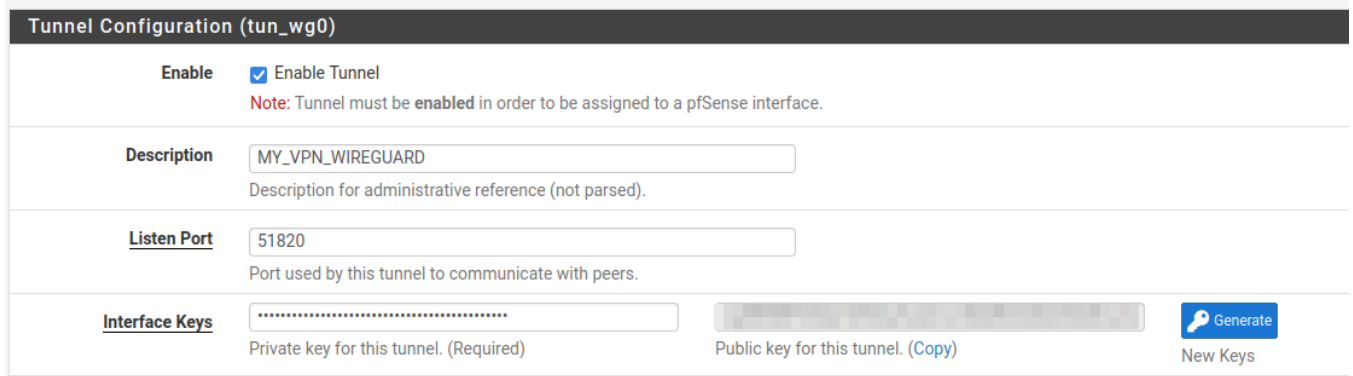 Tunnel Configuration (tun_wg0)
Enable
Enable Tunnel
Note: Tunnel must be enabled in order to be assigned to a pfSense interface.
Description
MY_VPN_WIREGUARD
Description for administrative reference (not parsed).
Listen Port
51820
Port used by this tunnel to communicate with peers.
Interface Keys
Generate
Private key for this tunnel. (Required)
Public key for this tunnel. (Copy)
New Keys